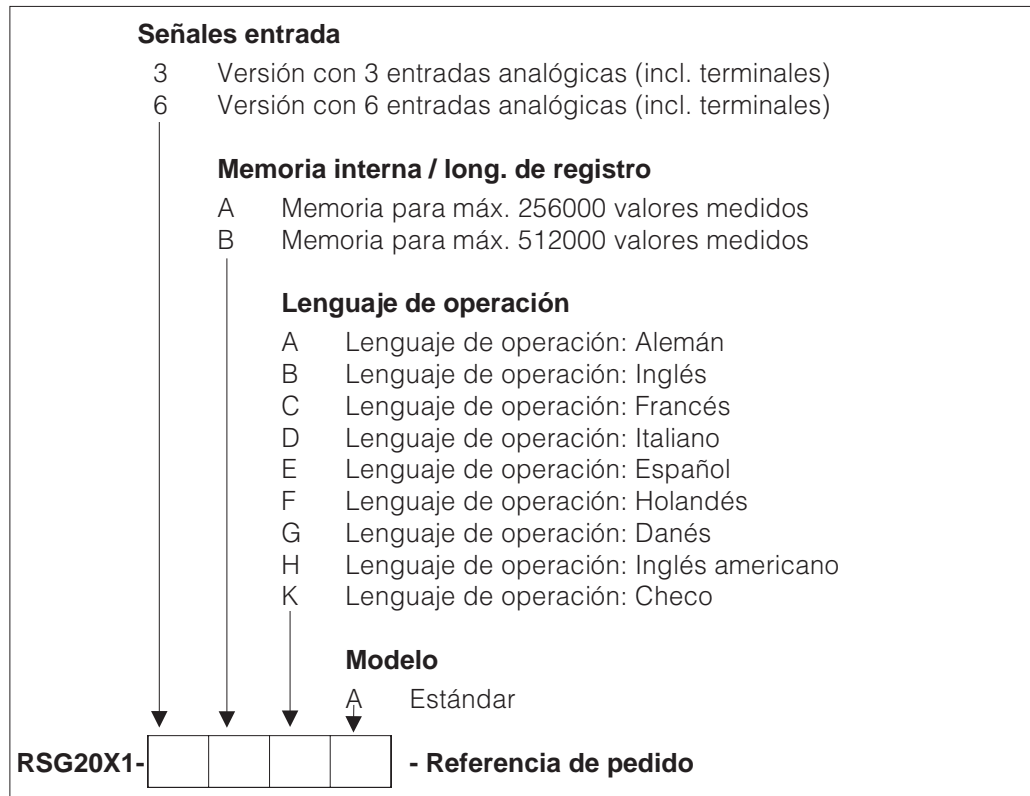 Señales entrada
3 Versión con 3 entradas analógicas (incl. terminales)
6 Versión con 6 entradas analógicas (incl. terminales)
Memoria interna / long. de registro
A Memoria para máx. 256000 valores medidos
B Memoria para máx. 512000 valores medidos
Lenguaje de operación
A Lenguaje de operación: Alemán
B Lenguaje de operación: Inglés
C Lenguaje de operación: Francés
D Lenguaje de operación: Italiano
E Lenguaje de operación: Español
F Lenguaje de operación: Holandés
G Lenguaje de operación: Danés
H Lenguaje de operación: Inglés americano
K Lenguaje de operación: Checo
Modelo
A Estándar
RSG20X1- - Referencia de pedido